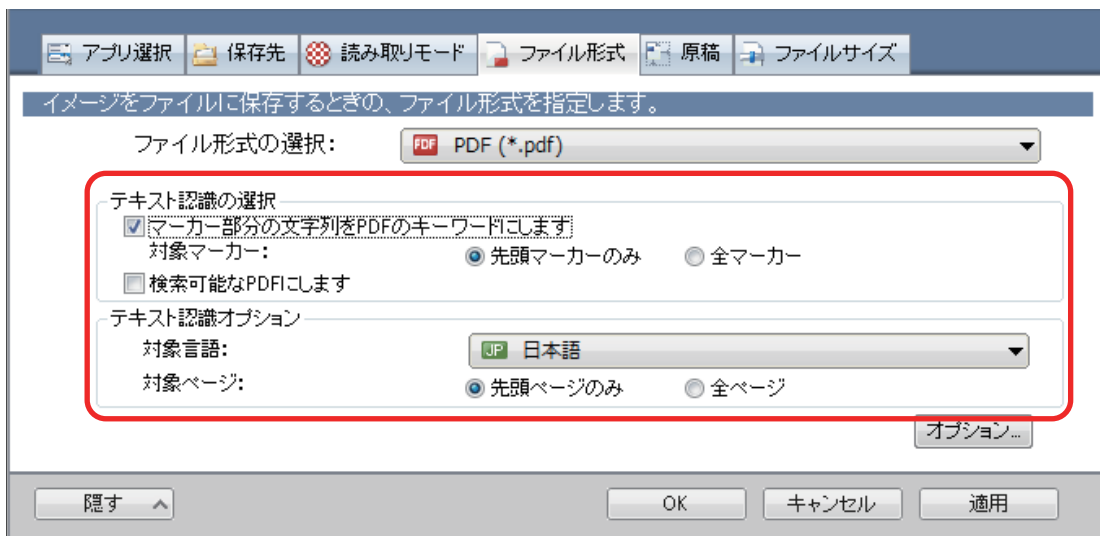 アプリ選択 保存先 読み取りモード ファイル形式 原稿 ファイルサイズ
イメージをファイルに保存するときの、ファイル形式を指定します。
ファイル形式の選択: PDF PDF (*.pdf)
テキスト認識の選択
マーカー部分の文字列をPDFのキーワードにします
対象マーカー: 先頭マーカーのみ 全マーカー
検索可能なPDFにします
テキスト認識オプション
対象言語: JP 日本語
対象ページ: 先頭ページのみ 全ページ
オプション...
隠す OK キャンセル 適用